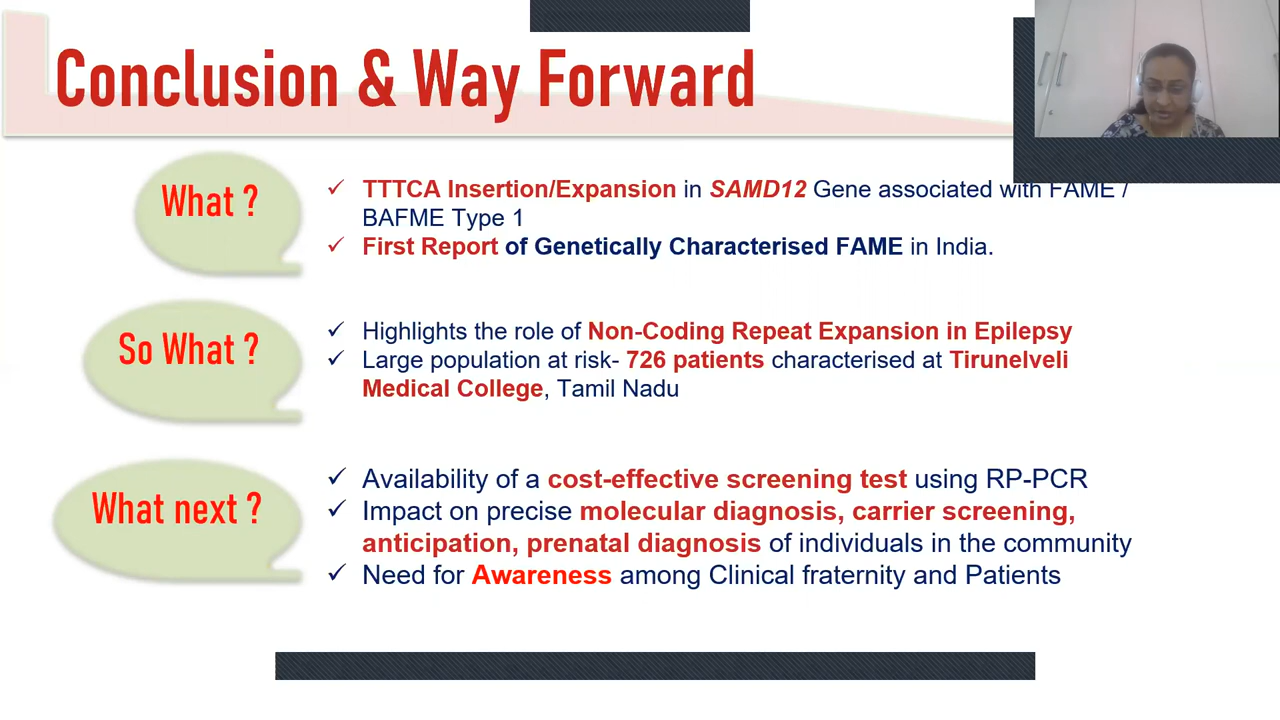 Conclusion & Way Forward
What ?
✓ TTTCA Insertion/Expansion in SAMD12 Gene associated with FAME /
BAFME Type 1
✓ First Report of Genetically Characterised FAME in India.
So What ?
✓ Highlights the role of Non-Coding Repeat Expansion in Epilepsy
✓ Large population at risk- 726 patients characterised at Tirunelveli
Medical College, Tamil Nadu
What next ?
✓ Availability of a cost-effective screening test using RP-PCR
✓ Impact on precise molecular diagnosis, carrier screening,
anticipation, prenatal diagnosis of individuals in the community
✓ Need for Awareness among Clinical fraternity and Patients